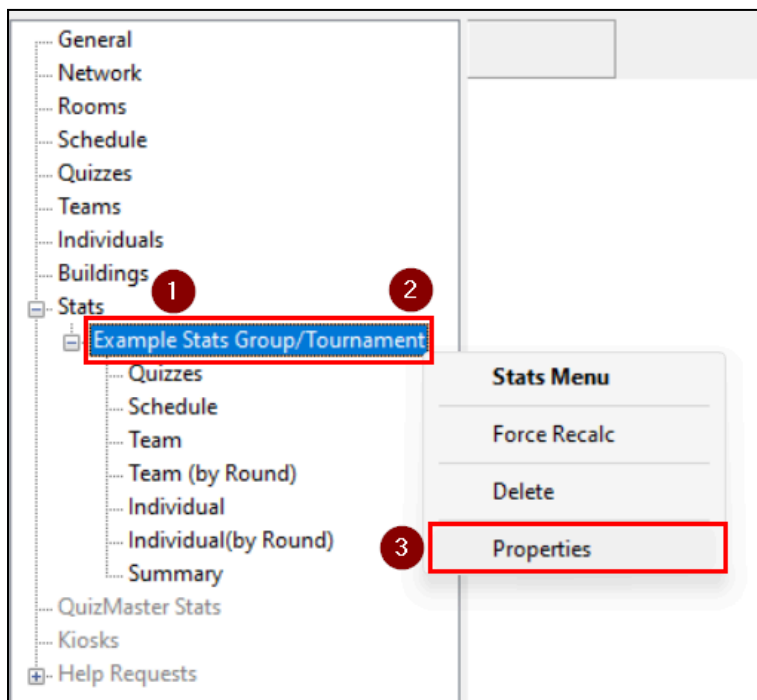 General
Network
Rooms
Schedule
Quizzes
Teams
Individuals
Buildings
1
2
Stats
Example Stats Group/Tournament
Quizzes
Schedule
Team
Team (by Round)
Individual
Individual(by Round)
Summary
QuizMaster Stats
Kiosks
Help Requests
Stats Menu
Force Recalc
Delete
3
Properties